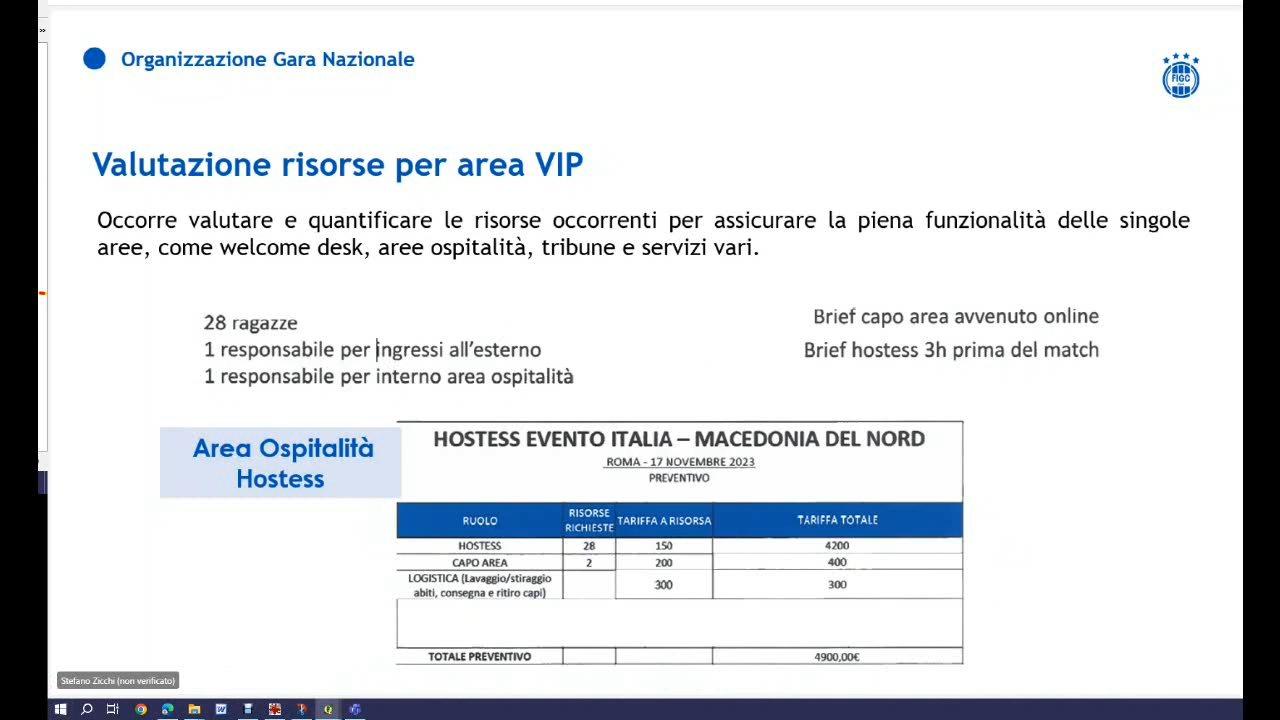 »
Organizzazione Gara Nazionale
FIGC
Valutazione risorse per area VIP
Occorre valutare e quantificare le risorse occorrenti per assicurare la piena funzionalità delle singole
aree, come welcome desk, aree ospitalità, tribune e servizi vari.
28 ragazze
1 responsabile per ingressi all'esterno
1 responsabile per interno area ospitalità
Brief capo area avvenuto online
Brief hostess 3h prima del match
Area Ospitalità
Hostess
HOSTESS EVENTO ITALIA – MACEDONIA DEL NORD
ROMA - 17 NOVEMBRE 2023
PREVENTIVO
RUOLO RISORSE RICHIESTE TARIFFA A RISORSA TARIFFA TOTALE
HOSTESS 28 150 4200
CAPO AREA 2 200 400
LOGISTICA (Lavaggio/stiraggio
abiti, consegna e ritiro capi) 300 300
TOTALE PREVENTIVO 4900,00€
Stefano Zicchi (non verificato)